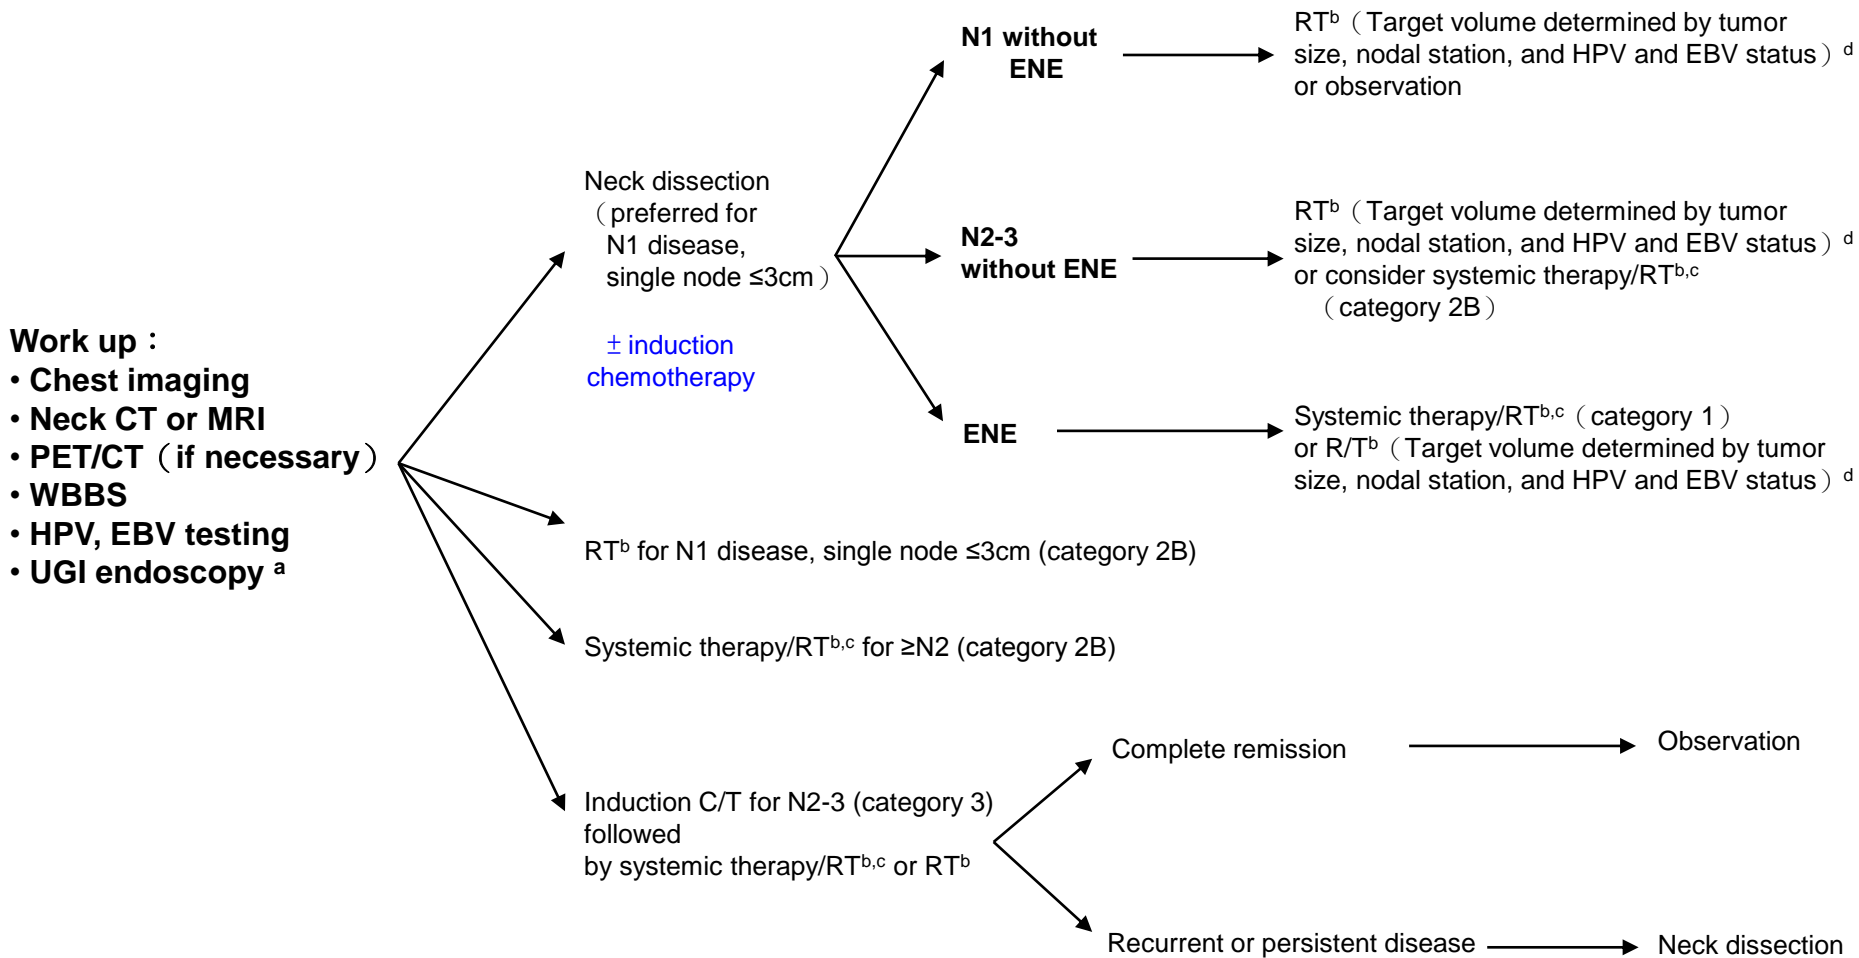 Work up：
• Chest imaging
• Neck CT or MRI
• PET/CT（if necessary）
• WBBS
• HPV, EBV testing
• UGI endoscopy ᵃ
Neck dissection
（preferred for
N1 disease,
single node ≤3cm）
± induction
chemotherapy
N1 without
ENE
RTᵇ（Target volume determined by tumor
size, nodal station, and HPV and EBV status）ᵈ
or observation
N2-3
without ENE
RTᵇ（Target volume determined by tumor
size, nodal station, and HPV and EBV status）ᵈ
or consider systemic therapy/RTᵇ,ᶜ
（category 2B）
ENE
Systemic therapy/RTᵇ,ᶜ（category 1）
or R/Tᵇ（Target volume determined by tumor
size, nodal station, and HPV and EBV status）ᵈ
RTᵇ for N1 disease, single node ≤3cm (category 2B)
Systemic therapy/RTᵇ,ᶜ for ≥N2 (category 2B)
Induction C/T for N2-3 (category 3)
followed
by systemic therapy/RTᵇ,ᶜ or RTᵇ
Complete remission
Observation
Recurrent or persistent disease
Neck dissection